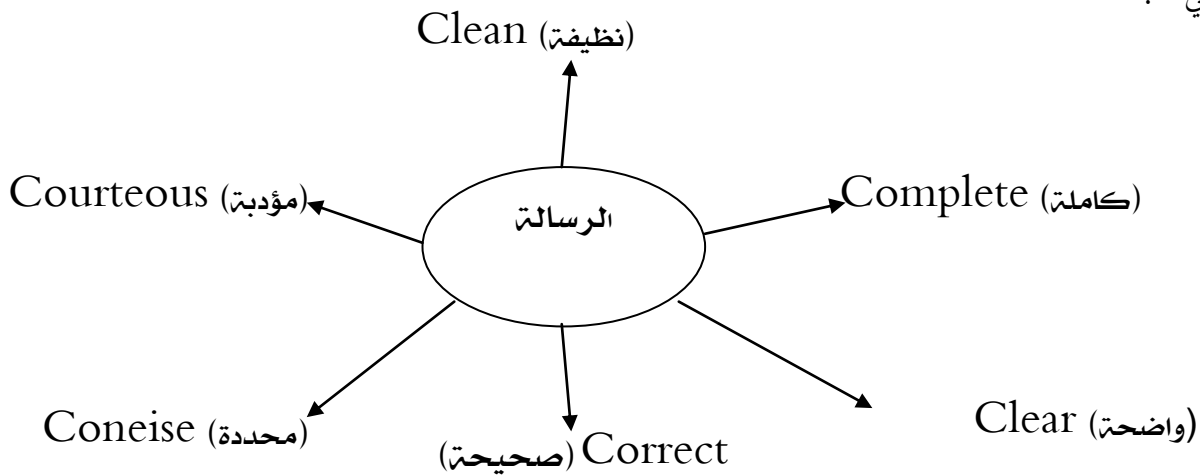 Clean (نظيفة)
Courteous (مؤدبة)
Complete (كاملة)
الرسالة
Coneise (محددة)
(صحيحة) Correct
Clear (واضحة)